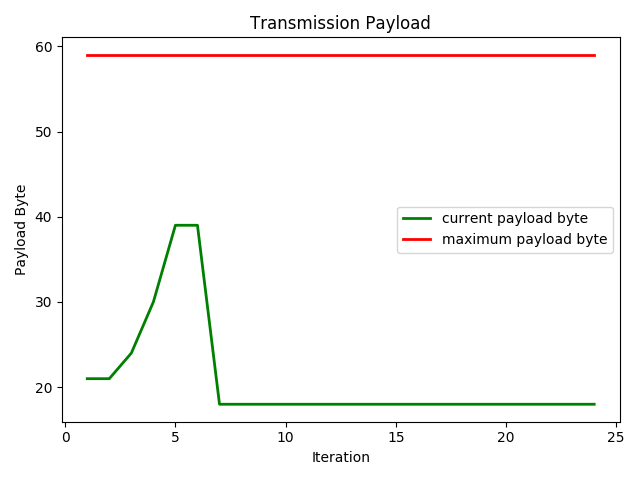 Transmission Payload
60
50
40
30
20
Payload Byte
current payload byte
maximum payload byte
0 5 10 15 20 25
Iteration